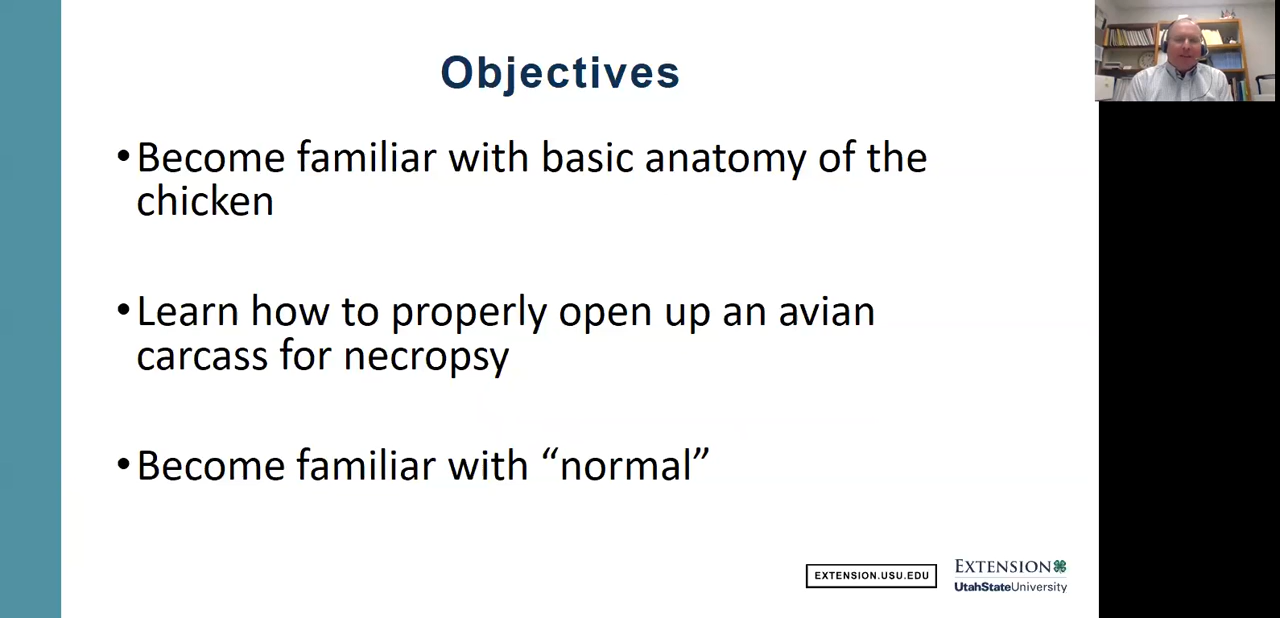 Objectives
•Become familiar with basic anatomy of the
chicken
•Learn how to properly open up an avian
carcass for necropsy
•Become familiar with “normal”
EXTENSION.USU.EDU
EXTENSION
UtahStateUniversity